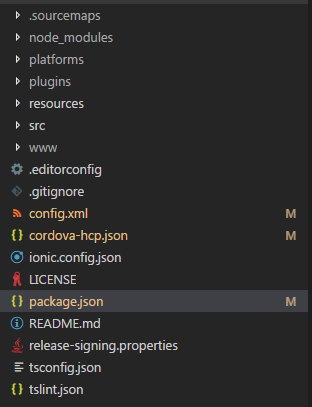 .sourcemaps
node_modules
platforms
plugins
resources
src
www
.editorconfig
.gitignore
config.xml M
cordova-hcp.json M
ionic.config.json
LICENSE
package.json M
README.md
release-signing.properties
tsconfig.json
tslint.json